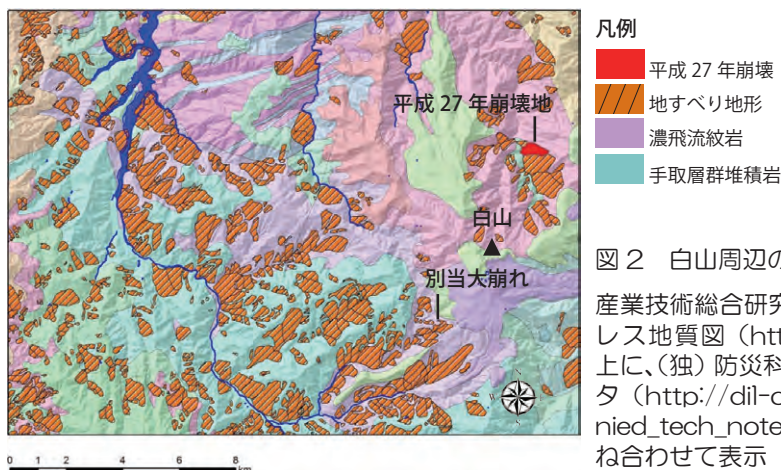 平成 27 年崩壊地
白山
別当大崩れ
N
W
E
S
0 1 2 4 6 8
km
凡例
平成 27 年崩壊
地すべり地形
濃飛流紋岩
手取層群堆積岩
図 2 白山周辺の
産業技術総合研究
レス地質図（htt
上に、（独）防災科
タ（http://dil-o
nied_tech_note
ね合わせて表示